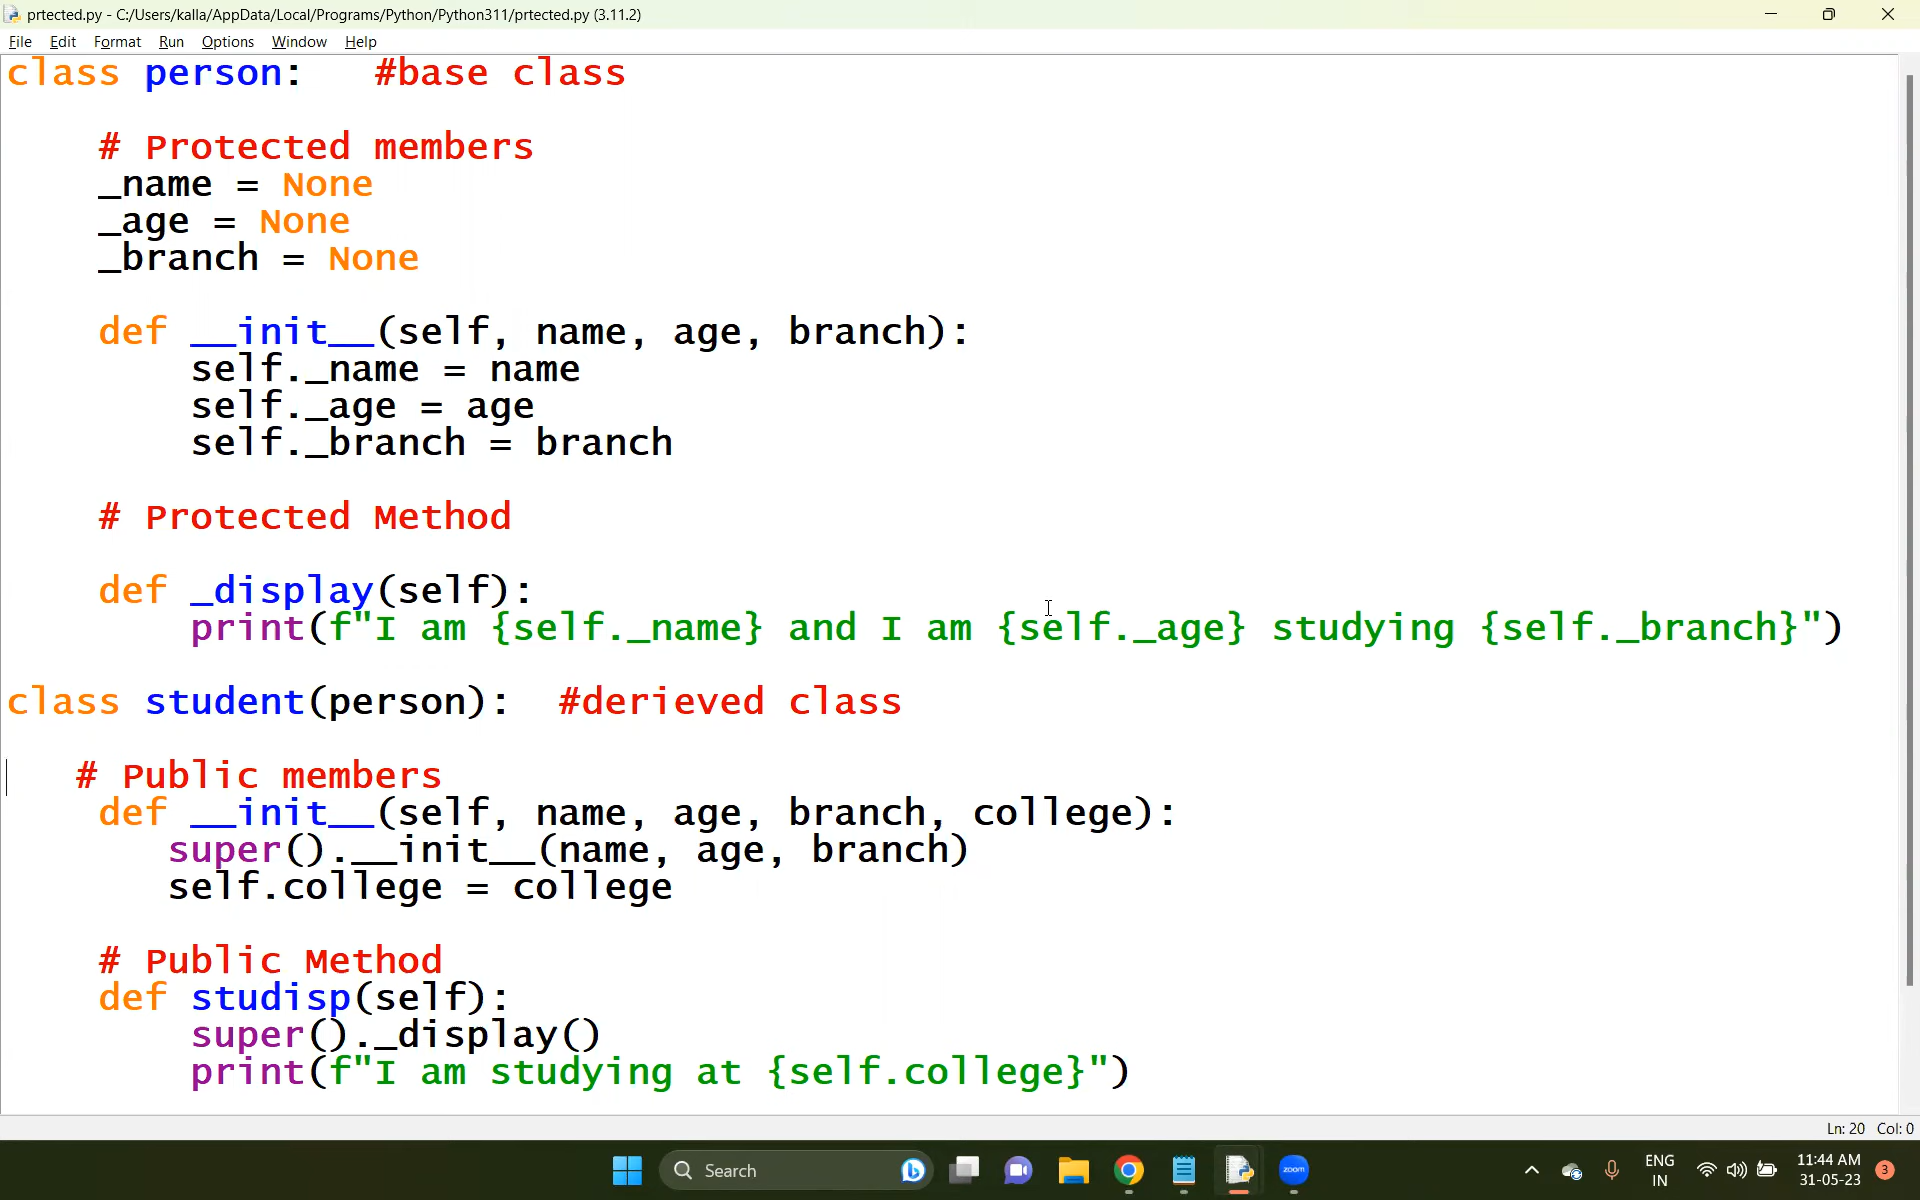 prtected.py - C:/Users/kalla/AppData/Local/Programs/Python/Python311/prtected.py (3.11.2)
File Edit Format Run Options Window Help
class person:   #base class
    # Protected members
    _name = None
    _age = None
    _branch = None
    def __init__(self, name, age, branch):
        self._name = name
        self._age = age
        self._branch = branch
    # Protected Method
    def _display(self):
        print(f"I am {self._name} and I am {self._age} studying {self._branch}")
class student(person):  #derieved class
   # Public members
    def __init__(self, name, age, branch, college):
       super().__init__(name, age, branch)
       self.college = college
    # Public Method
    def studisp(self):
        super()._display()
        print(f"I am studying at {self.college}")
Ln: 20 Col: 0
Search
zoom
ENG
IN
11:44 AM
31-05-23
3